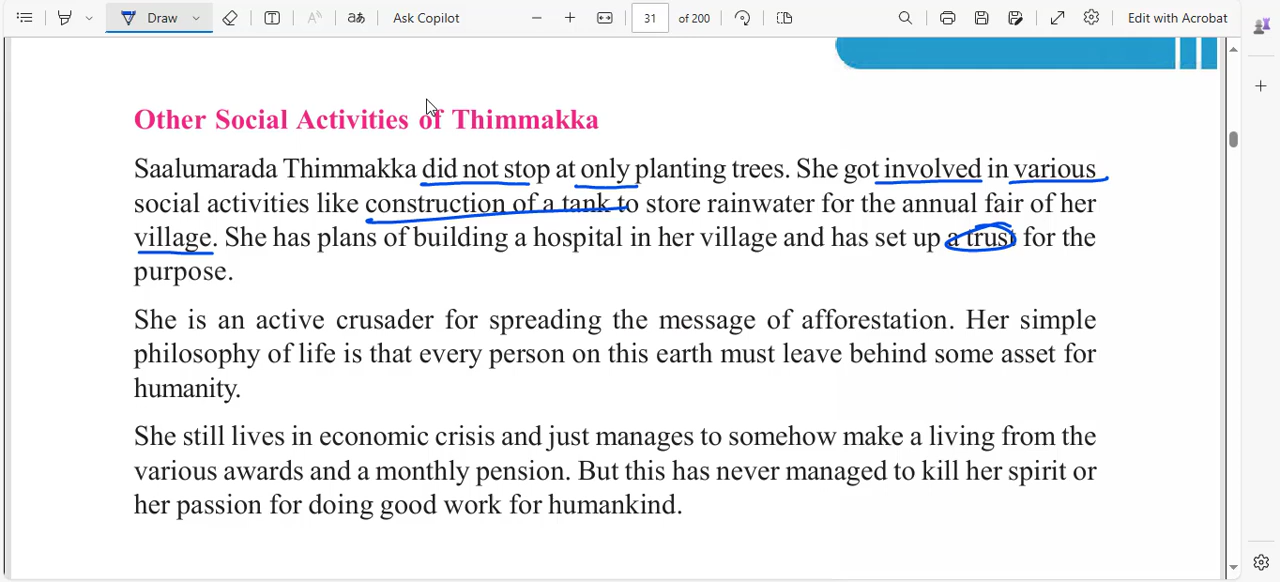 Draw
aあ
Ask Copilot
31
of 200
Edit with Acrobat
Other Social Activities of Thimmakka
Saalumarada Thimmakka did not stop at only planting trees. She got involved in various
social activities like construction of a tank to store rainwater for the annual fair of her
village. She has plans of building a hospital in her village and has set up a trust for the
purpose.
She is an active crusader for spreading the message of afforestation. Her simple
philosophy of life is that every person on this earth must leave behind some asset for
humanity.
She still lives in economic crisis and just manages to somehow make a living from the
various awards and a monthly pension. But this has never managed to kill her spirit or
her passion for doing good work for humankind.